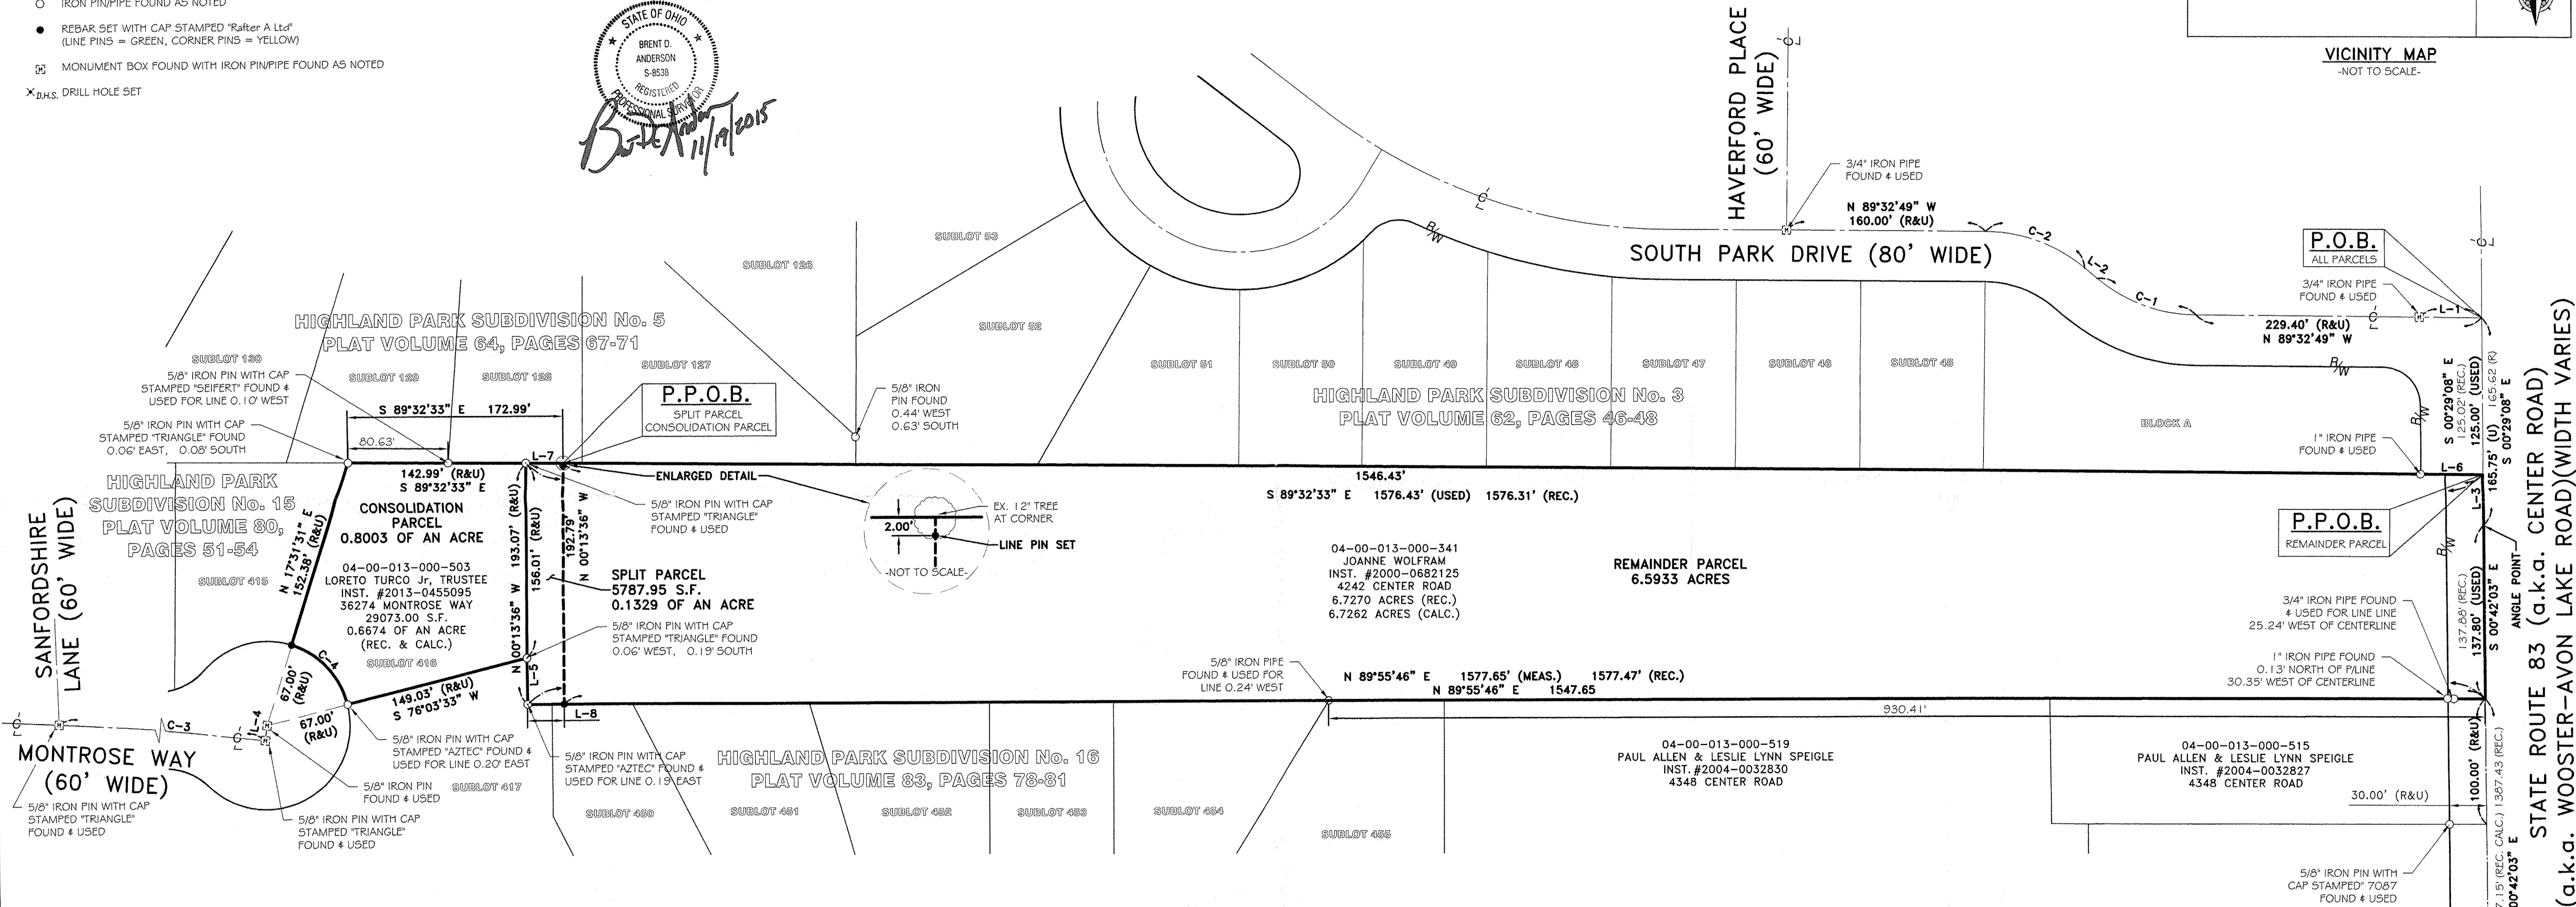 IRON PIN/PIPE FOUND AS NOTED
REBAR SET WITH CAP STAMPED "Rafter A Ltd"
(LINE PINS = GREEN, CORNER PINS = YELLOW)
MONUMENT BOX FOUND WITH IRON PIN/PIPE FOUND AS NOTED
D.H.S. DRILL HOLE SET
STATE OF OHIO
BRENT D.
ANDERSON
S-8538
REGISTERED
PROFESSIONAL SURVEYOR
11/19/2015
VICINITY MAP
-NOT TO SCALE-
HAVERFORD PLACE
(60' WIDE)
3/4" IRON PIPE
FOUND & USED
N 89°32'49" W
160.00' (R&U)
SOUTH PARK DRIVE (80' WIDE)
C-2
L-2
C-1
P.O.B.
ALL PARCELS
3/4" IRON PIPE
FOUND & USED
L-1
229.40' (R&U)
N 89°32'49" W
R/W
R/W
R/W
R/W
SUBLOT 53
SUBLOT 126
SUBLOT 52
HIGHLAND PARK SUBDIVISION No. 5
PLAT VOLUME 64, PAGES 67-71
SUBLOT 130
SUBLOT 129
SUBLOT 128
SUBLOT 127
SUBLOT 51
SUBLOT 50
SUBLOT 49
SUBLOT 48
SUBLOT 47
SUBLOT 46
SUBLOT 45
HIGHLAND PARK SUBDIVISION No. 3
PLAT VOLUME 62, PAGES 46-48
BLOCK A
5/8" IRON PIN WITH CAP
STAMPED "SEIFERT" FOUND &
USED FOR LINE 0.10' WEST
5/8" IRON PIN WITH CAP
STAMPED "TRIANGLE" FOUND
0.06' EAST, 0.08' SOUTH
S 89°32'33" E 172.99'
80.63'
P.P.O.B.
SPLIT PARCEL
CONSOLIDATION PARCEL
5/8" IRON
PIN FOUND
0.44' WEST
0.63' SOUTH
1" IRON PIPE
FOUND & USED
S 00°29'08" E
125.02' (REC.)
125.00' (USED)
165.75' (U) 165.62 (R)
S 00°29'08" E
L-6
L-3
L-7
142.99' (R&U)
S 89°32'33" E
ENLARGED DETAIL
1546.43'
S 89°32'33" E 1576.43' (USED) 1576.31' (REC.)
5/8" IRON PIN WITH CAP
STAMPED "TRIANGLE"
FOUND & USED
EX. 12" TREE
AT CORNER
2.00'
LINE PIN SET
-NOT TO SCALE-
HIGHLAND PARK
SUBDIVISION No. 15
PLAT VOLUME 80,
PAGES 51-54
SUBLOT 415
SANFORDSHIRE
LANE (60' WIDE)
N 17°31'31" E
152.38' (R&U)
CONSOLIDATION
PARCEL
0.8003 OF AN ACRE
04-00-013-000-503
LORETO TURCO Jr, TRUSTEE
INST. #2013-0455095
36274 MONTROSE WAY
29073.00 S.F.
0.6674 OF AN ACRE
(REC. & CALC.)
SUBLOT 416
N 00°13'36" W 193.07' (R&U)
156.01' (R&U)
192.79'
N 00°13'36" W
SPLIT PARCEL
5787.95 S.F.
0.1329 OF AN ACRE
5/8" IRON PIN WITH CAP
STAMPED "TRIANGLE" FOUND
0.06' WEST, 0.19' SOUTH
04-00-013-000-341
JOANNE WOLFRAM
INST. #2000-0682125
4242 CENTER ROAD
6.7270 ACRES (REC.)
6.7262 ACRES (CALC.)
REMAINDER PARCEL
6.5933 ACRES
P.P.O.B.
REMAINDER PARCEL
137.88' (REC.)
137.80' (USED)
S 00°42'03" E
ANGLE POINT
3/4" IRON PIPE FOUND
& USED FOR LINE LINE
25.24' WEST OF CENTERLINE
1" IRON PIPE FOUND
0.13' NORTH OF P/LINE
30.35' WEST OF CENTERLINE
5/8" IRON PIPE
FOUND & USED FOR
LINE 0.24' WEST
N 89°55'46" E 1577.65' (MEAS.) 1577.47' (REC.)
N 89°55'46" E 1547.65
930.41'
C-4
67.00'
(R&U)
67.00'
(R&U)
L-4
C-3
L-5
L-8
149.03' (R&U)
S 76°03'33" W
MONTROSE WAY
(60' WIDE)
5/8" IRON PIN WITH CAP
STAMPED "TRIANGLE"
FOUND & USED
5/8" IRON PIN WITH CAP
STAMPED "AZTEC" FOUND &
USED FOR LINE 0.20' EAST
5/8" IRON PIN
FOUND & USED
SUBLOT 417
5/8" IRON PIN WITH CAP
STAMPED "TRIANGLE"
FOUND & USED
5/8" IRON PIN WITH CAP
STAMPED "AZTEC" FOUND &
USED FOR LINE 0.19 EAST
HIGHLAND PARK SUBDIVISION No. 16
PLAT VOLUME 83, PAGES 78-81
SUBLOT 450
SUBLOT 451
SUBLOT 452
SUBLOT 453
SUBLOT 454
SUBLOT 455
04-00-013-000-519
PAUL ALLEN & LESLIE LYNN SPEIGLE
INST. #2004-0032830
4348 CENTER ROAD
04-00-013-000-515
PAUL ALLEN & LESLIE LYNN SPEIGLE
INST. #2004-0032827
4348 CENTER ROAD
30.00' (R&U)
100.00' (R&U)
7.15' (REC. CALC.) 1387.43 (REC.)
00°42'03" E
5/8" IRON PIN WITH
CAP STAMPED" 7087
FOUND & USED
STATE ROUTE 83 (a.k.a. CENTER ROAD)
(a.k.a. WOOSTER-AVON LAKE ROAD)(WIDTH VARIES)